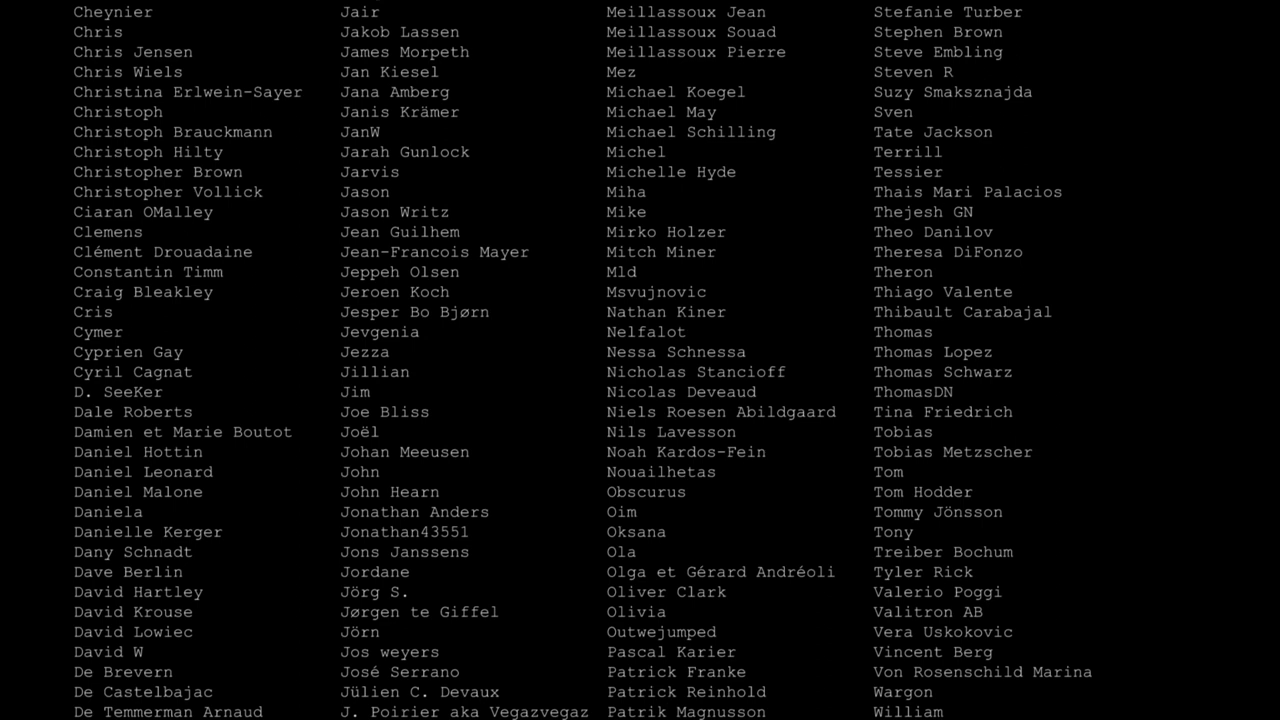 Cheynier
Chris
Chris Jensen
Chris Wiels
Christina Erlwein-Sayer
Christoph
Christoph Brauckmann
Christoph Hilty
Christopher Brown
Christopher Vollick
Ciaran OMalley
Clemens
Clément Drouadaine
Constantin Timm
Craig Bleakley
Cris
Cymer
Cyprien Gay
Cyril Cagnat
D. SeeKer
Dale Roberts
Damien et Marie Boutot
Daniel Hottin
Daniel Leonard
Daniel Malone
Daniela
Danielle Kerger
Dany Schnadt
Dave Berlin
David Hartley
David Krouse
David Lowiec
David W
De Brevern
De Castelbajac
De Temmerman Arnaud
Jair
Jakob Lassen
James Morpeth
Jan Kiesel
Jana Amberg
Janis Krämer
JanW
Jarah Gunlock
Jarvis
Jason
Jason Writz
Jean Guilhem
Jean-Francois Mayer
Jeppeh Olsen
Jeroen Koch
Jesper Bo Bjørn
Jevgenia
Jezza
Jillian
Jim
Joe Bliss
Joël
Johan Meeusen
John
John Hearn
Jonathan Anders
Jonathan43551
Jons Janssens
Jordane
Jörg S.
Jørgen te Giffel
Jörn
Jos weyers
José Serrano
Jülien C. Devaux
J. Poirier aka Vegazvegaz
Meillassoux Jean
Meillassoux Souad
Meillassoux Pierre
Mez
Michael Koegel
Michael May
Michael Schilling
Michel
Michelle Hyde
Miha
Mike
Mirko Holzer
Mitch Miner
Mld
Msvujnovic
Nathan Kiner
Nelfalot
Nessa Schnessa
Nicholas Stancioff
Nicolas Deveaud
Niels Roesen Abildgaard
Nils Lavesson
Noah Kardos-Fein
Nouailhetas
Obscurus
Oim
Oksana
Ola
Olga et Gérard Andréoli
Oliver Clark
Olivia
Outwejumped
Pascal Karier
Patrick Franke
Patrick Reinhold
Patrik Magnusson
Stefanie Turber
Stephen Brown
Steve Embling
Steven R
Suzy Smaksznajda
Sven
Tate Jackson
Terrill
Tessier
Thais Mari Palacios
Thejesh GN
Theo Danilov
Theresa DiFonzo
Theron
Thiago Valente
Thibault Carabajal
Thomas
Thomas Lopez
Thomas Schwarz
ThomasDN
Tina Friedrich
Tobias
Tobias Metzscher
Tom
Tom Hodder
Tommy Jönsson
Tony
Treiber Bochum
Tyler Rick
Valerio Poggi
Valitron AB
Vera Uskokovic
Vincent Berg
Von Rosenschild Marina
Wargon
William